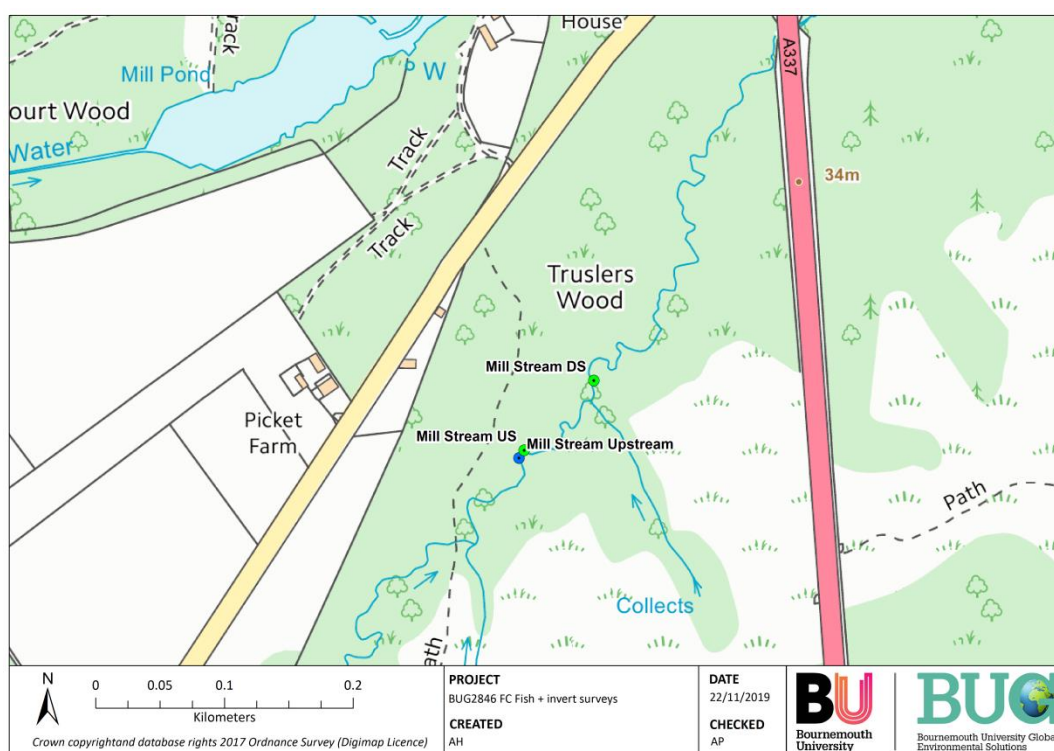 House
Track
Mill Pond
W
A337
ourt Wood
Water
Track
34m
Track
Truslers
Wood
Mill Stream DS
Picket
Farm
Mill Stream US
Mill Stream Upstream
Path
Collects
ath
N
0 0.05 0.1 0.2
Kilometers
Crown copyrightand database rights 2017 Ordnance Survey (Digimap Licence)
PROJECT
BUG2846 FC Fish + invert surveys
CREATED
AH
DATE
22/11/2019
CHECKED
AP
BU
Bournemouth
University
BUG
Bournemouth University Globa
Environmental Solutions